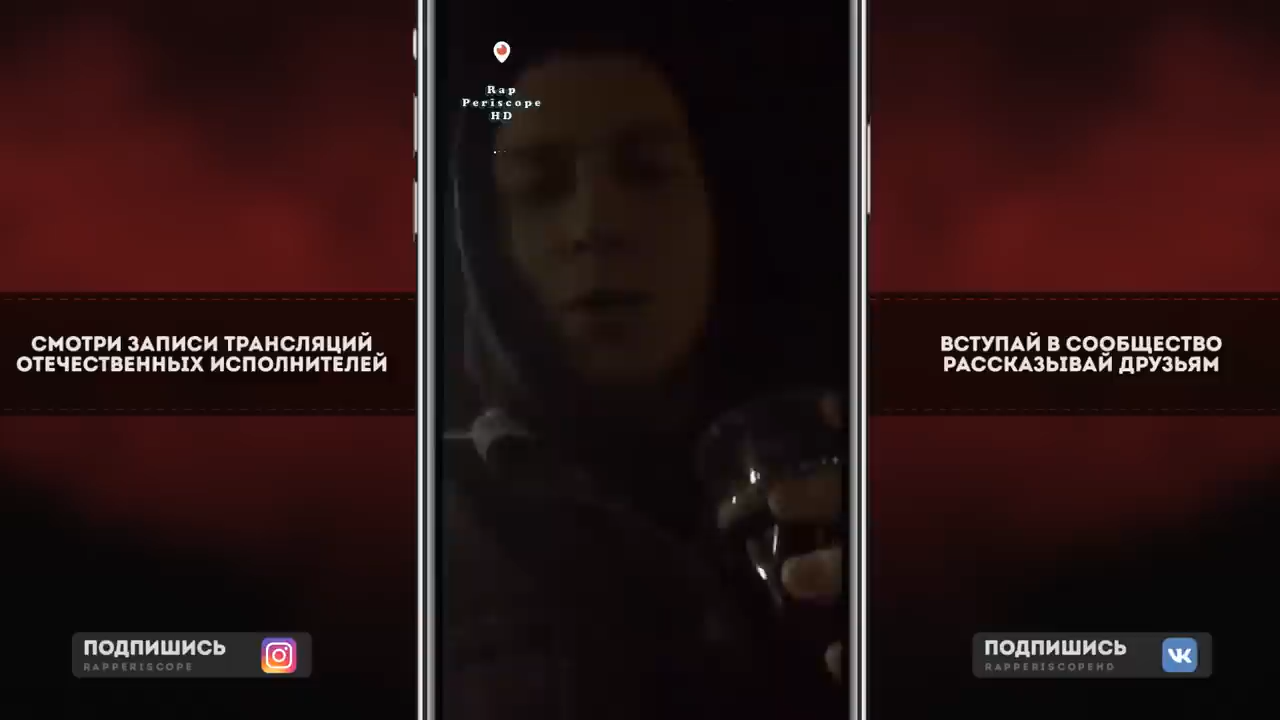 Rap
Periscope
HD
СМОТРИ ЗАПИСИ ТРАНСЛЯЦИЙ
ОТЕЧЕСТВЕННЫХ ИСПОЛНИТЕЛЕЙ
ВСТУПАЙ В СООБЩЕСТВО
РАССКАЗЫВАЙ ДРУЗЬЯМ
ПОДПИШИСЬ
RAPPERISCOPE
ПОДПИШИСЬ
RAPPERISCOPEHD